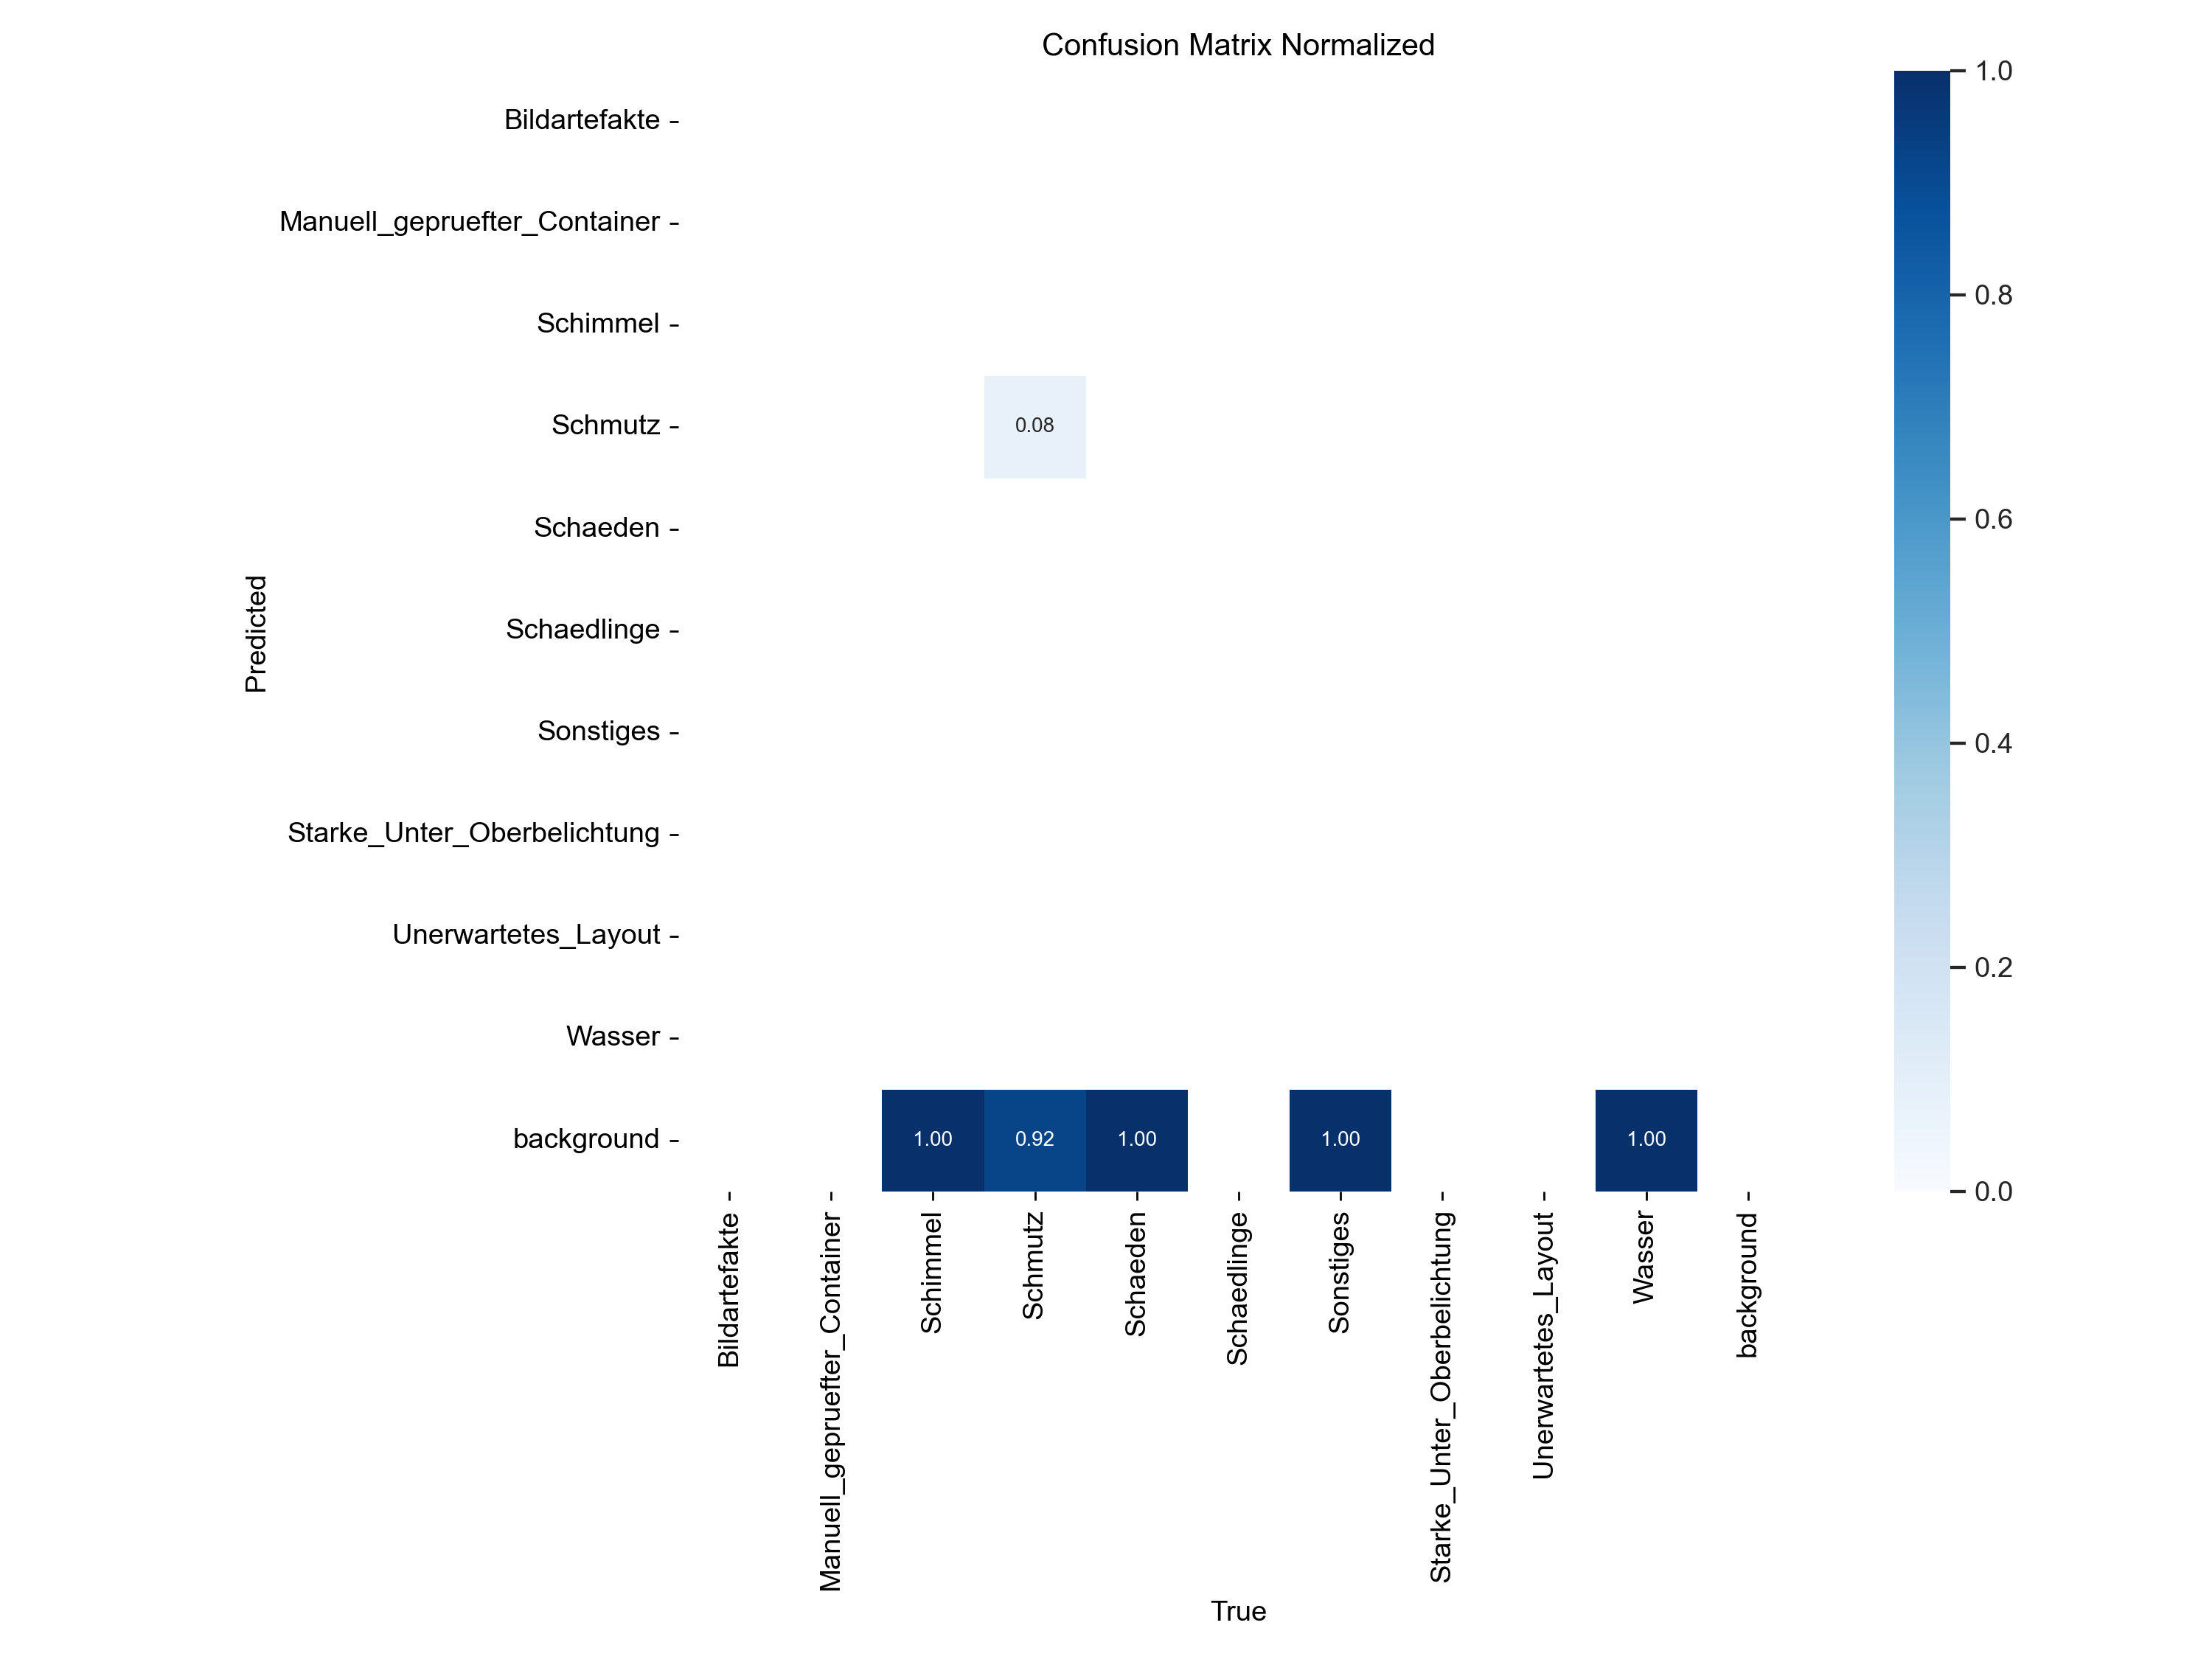 Confusion Matrix Normalized
Bildartefakte
Manuell_gepruefter_Container
Schimmel
Schmutz
Schaeden
Schaedlinge
Sonstiges
Starke_Unter_Oberbelichtung
Unerwartetes_Layout
Wasser
background
Predicted
0.08
1.00 0.92 1.00 1.00 1.00
1.0
0.8
0.6
0.4
0.2
0.0
Bildartefakte
Manuell_gepruefter_Container
Schimmel
Schmutz
Schaeden
Schaedlinge
Sonstiges
Starke_Unter_Oberbelichtung
Unerwartetes_Layout
Wasser
background
True